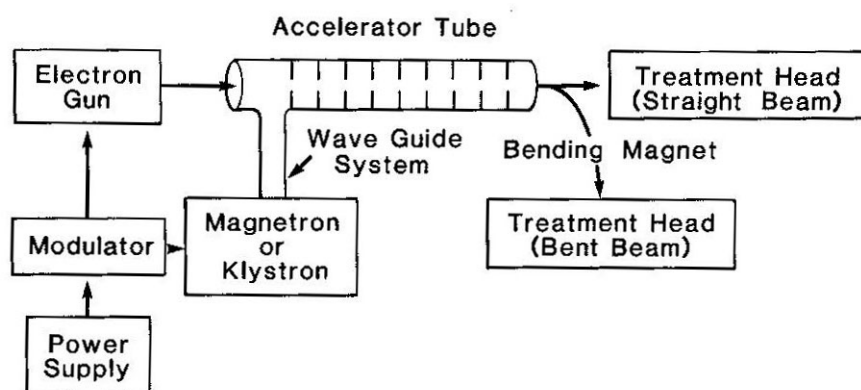 Accelerator Tube
Electron
Gun
Treatment Head
(Straight Beam)
Wave Guide
System
Bending Magnet
Modulator
Magnetron
or
Klystron
Treatment Head
(Bent Beam)
Power
Supply